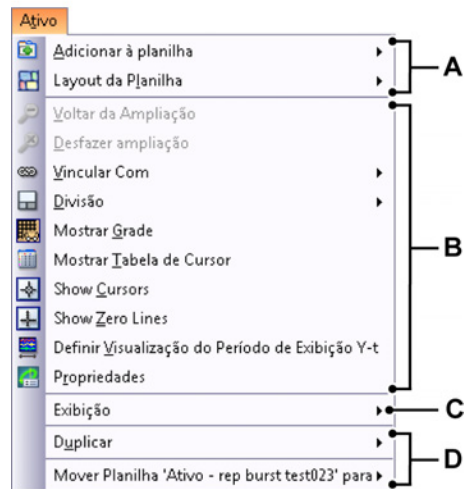 Ativo
Adicionar à planilha
A
Layout da Planilha
Voltar da Ampliação
Desfazer ampliação
Vincular Com
Divisão
Mostrar Grade
B
Mostrar Tabela de Cursor
Show Cursors
Show Zero Lines
Definir Visualização do Período de Exibição Y-t
Propriedades
Exibição
C
Duplicar
D
Mover Planilha 'Ativo - rep burst test023' para